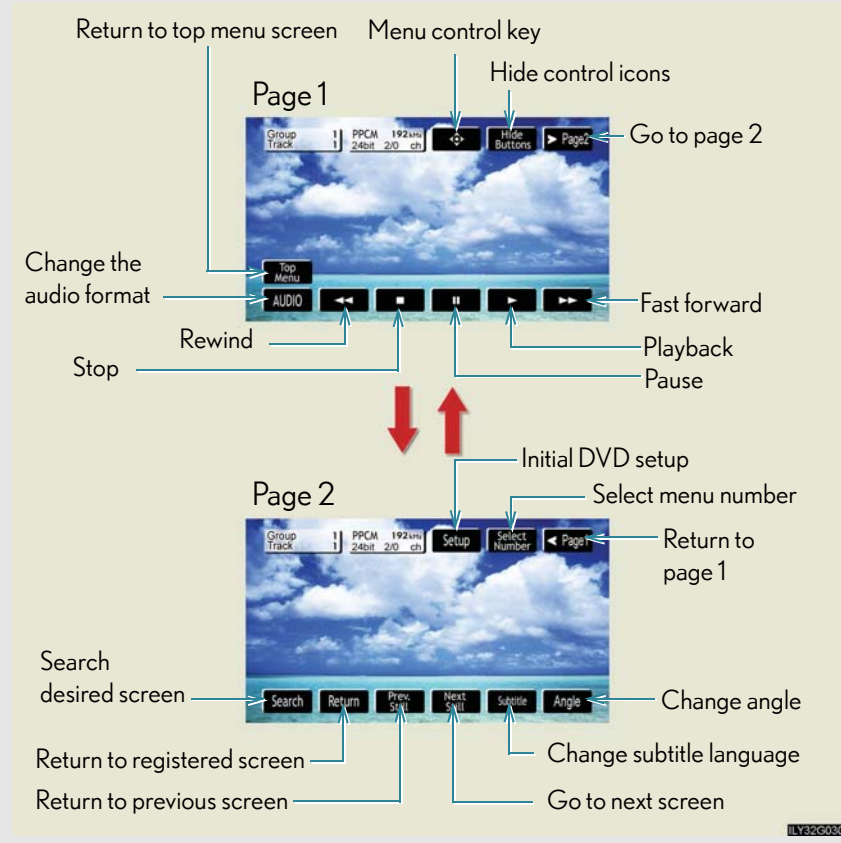 Return to top menu screen
Menu control key
Hide control icons
Page 1
Group 1
Track 1
PPCM 192kHz
24bit 2/0 ch
Hide
Buttons
Page2
Go to page 2
Change the
audio format
Top
Menu
AUDIO
Fast forward
Rewind
Playback
Stop
Pause
Initial DVD setup
Page 2
Select menu number
Group 1
Track 1
PPCM 192kHz
24bit 2/0 ch
Setup
Select
Number
Page1
Return to
page 1
Search
desired screen
Search
Return
Prev.
Still
Next
Still
Subtitle
Angle
Change angle
Return to registered screen
Change subtitle language
Return to previous screen
Go to next screen
ILY32G030